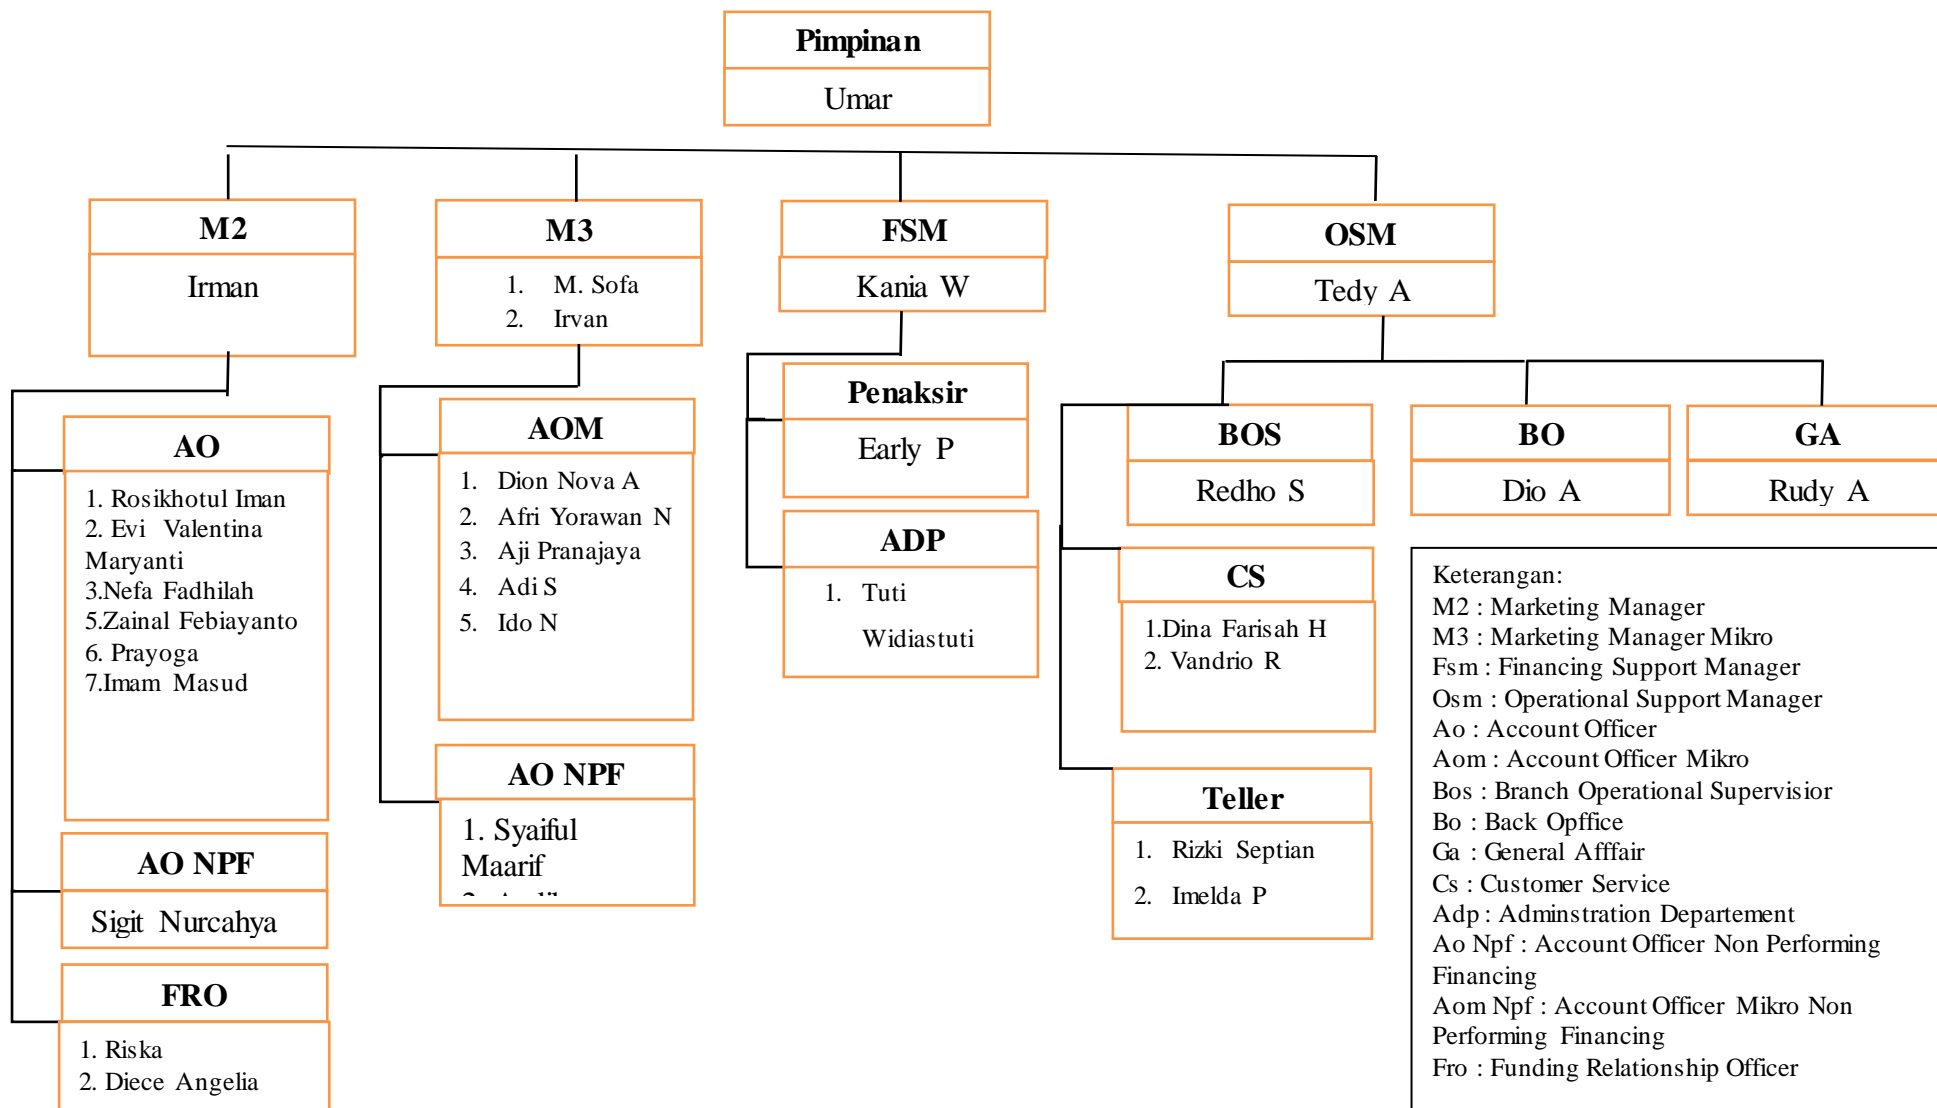 Pimpinan
Umar
M2
Irman
M3
1. M. Sofa
2. Irvan
FSM
Kania W
OSM
Tedy A
AO
1. Rosikhotul Iman
2. Evi Valentina
Maryanti
3.Nefa Fadhilah
5.Zainal Febiayanto
6. Prayoga
7.Imam Masud
AO NPF
Sigit Nurcahya
FRO
1. Riska
2. Diece Angelia
AOM
1. Dion Nova A
2. Afri Yorawan N
3. Aji Pranajaya
4. Adi S
5. Ido N
AO NPF
1. Syaiful
Maarif
Penaksir
Early P
ADP
1. Tuti
Widiastuti
BOS
Redho S
BO
Dio A
GA
Rudy A
CS
1.Dina Farisah H
2. Vandrio R
Teller
1. Rizki Septian
2. Imelda P
Keterangan:
M2 : Marketing Manager
M3 : Marketing Manager Mikro
Fsm : Financing Support Manager
Osm : Operational Support Manager
Ao : Account Officer
Aom : Account Officer Mikro
Bos : Branch Operational Supervisior
Bo : Back Opffice
Ga : General Afffair
Cs : Customer Service
Adp : Adminstration Departement
Ao Npf : Account Officer Non Performing
Financing
Aom Npf : Account Officer Mikro Non
Performing Financing
Fro : Funding Relationship Officer